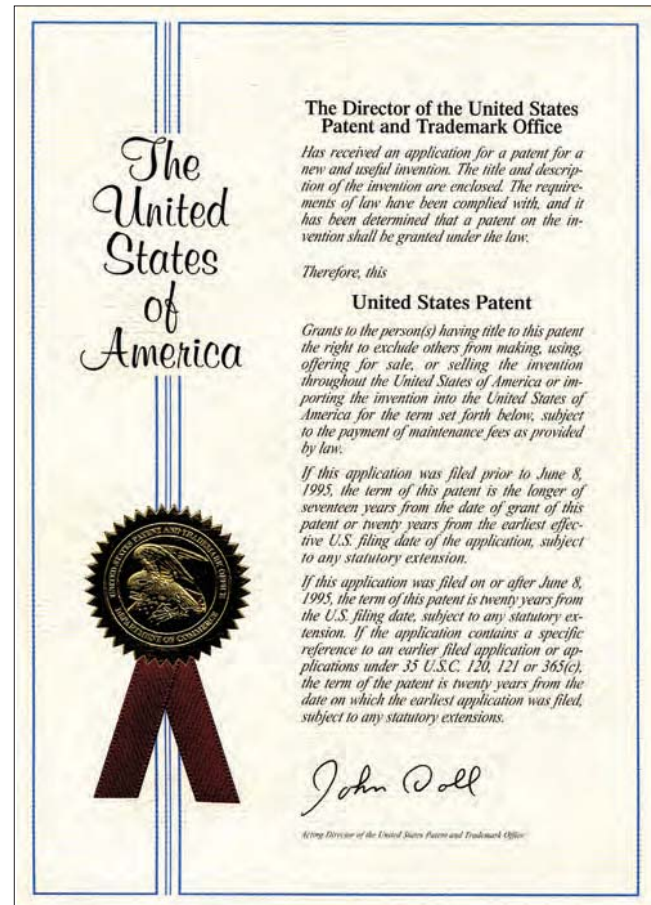 The
United
States
of
America
The Director of the United States
Patent and Trademark Office
Has received an application for a patent for a
new and useful invention. The title and descrip-
tion of the invention are enclosed. The require-
ments of law have been complied with, and it
has been determined that a patent on the in-
vention shall be granted under the law.
Therefore, this
United States Patent
Grants to the person(s) having title to this patent
the right to exclude others from making, using,
offering for sale, or selling the invention
throughout the United States of America or im-
porting the invention into the United States of
America for the term set forth below, subject
to the payment of maintenance fees as provided
by law.
If this application was filed prior to June 8,
1995, the term of this patent is the longer of
seventeen years from the date of grant of this
patent or twenty years from the earliest effec-
tive U.S. filing date of the application, subject
to any statutory extension.
If this application was filed on or after June 8,
1995, the term of this patent is twenty years from
the U.S. filing date, subject to any statutory ex-
tension. If the application contains a specific
reference to an earlier filed application or ap-
plications under 35 U.S.C. 120, 121 or 365(c),
the term of the patent is twenty years from the
date on which the earliest application was filed,
subject to any statutory extensions.
John Doll
Acting Director of the United States Patent and Trademark Office
UNITED STATES PATENT AND TRADEMARK OFFICE
DEPARTMENT OF COMMERCE